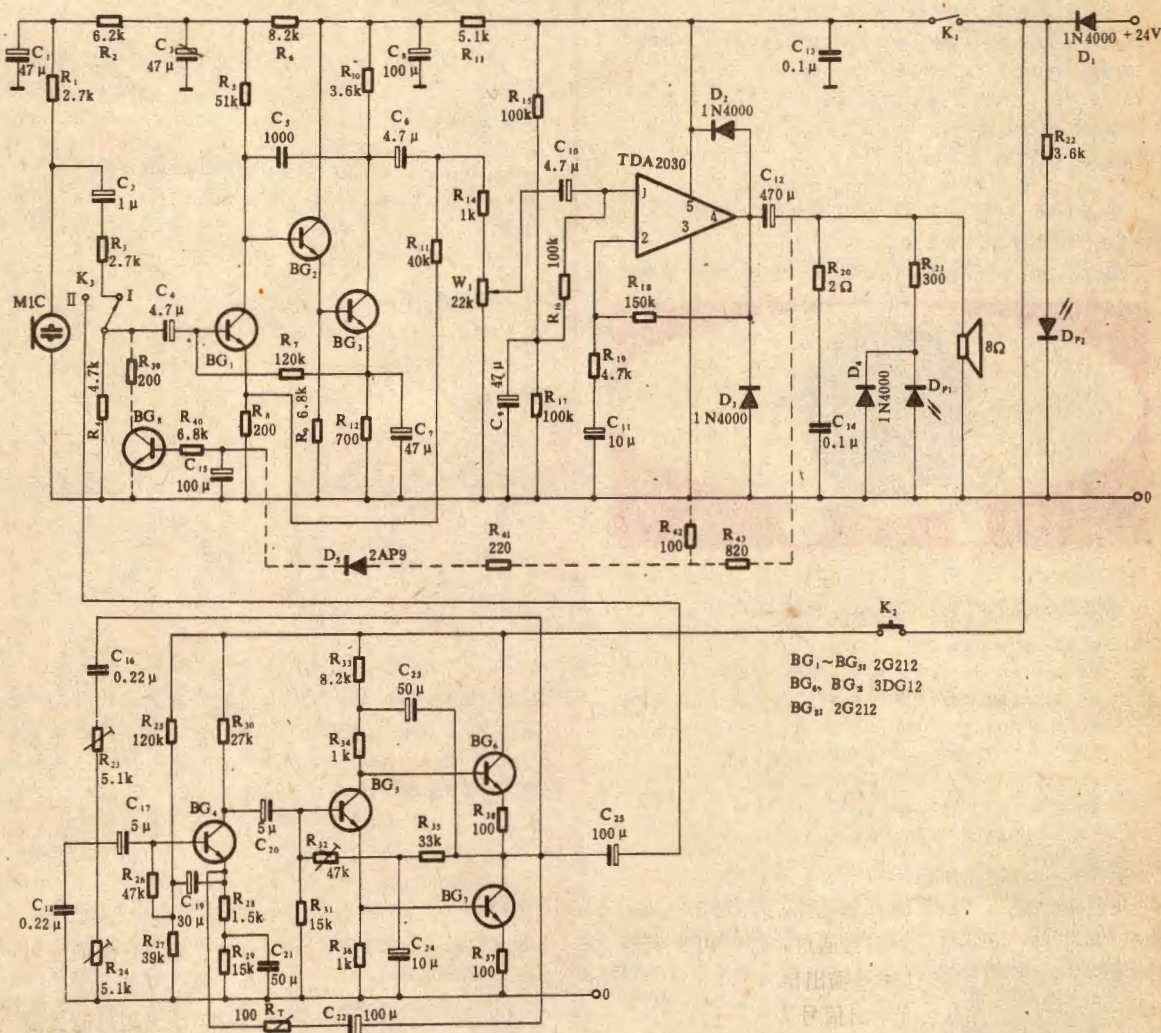 6.2k
R₂
8.2k
R₆
5.1k
R₁₃
K₁
1N4000
D₁
+24V
C₁
47μ
R₁
2.7k
C₃
47μ
R₅
51k
R₁₀
3.6k
C₈
100μ
R₁₅
100k
C₁₃
0.1μ
D₂
1N4000
R₂₂
3.6k
C₅
1000
C₆
4.7μ
C₁₀
4.7μ
TDA2030
C₁₂
470μ
C₂
1μ
R₃
2.7k
K₃
II
I
MIC
C₄
4.7μ
BG₁
BG₂
BG₃
R₁₁
40k
R₁₄
1k
W₁
22k
100k
R₁₆
1
2
5
4
3
R₁₈
150k
R₂₀
2Ω
R₂₁
300
8Ω
D_F2
4.7k
R₄
R₃₉
200
BG₈
R₄₀
6.8k
R₇
120k
R₈
200
R₉
6.8k
R₁₂
700
C₇
47μ
C₉
47μ
R₁₇
100k
R₁₉
4.7k
C₁₁
10μ
D₃
1N4000
D₄
1N4000
D_F1
C₁₄
0.1μ
C₁₅
100μ
0
D₅
2AP9
R₄₁
220
R₄₂
100
R₄₃
820
K₂
BG₁~BG₅: 2G212
BG₆、BG₇: 3DG12
BG₈: 2G212
C₁₆
0.22μ
R₂₅
120k
R₃₀
27k
R₃₃
8.2k
C₂₃
50μ
R₂₃
5.1k
R₃₄
1k
BG₆
C₁₇
5μ
BG₄
5μ
C₂₀
BG₅
R₃₈
100
C₂₅
100μ
R₃₂
47k
R₃₅
33k
C₁₈
0.22μ
R₂₆
47k
C₁₉
30μ
R₂₈
1.5k
R₃₁
15k
BG₇
R₂₄
5.1k
R₂₇
39k
R₂₉
15k
C₂₁
50μ
R₃₆
1k
C₂₄
10μ
R₃₇
100
0
100
R_T
C₂₂
100μ